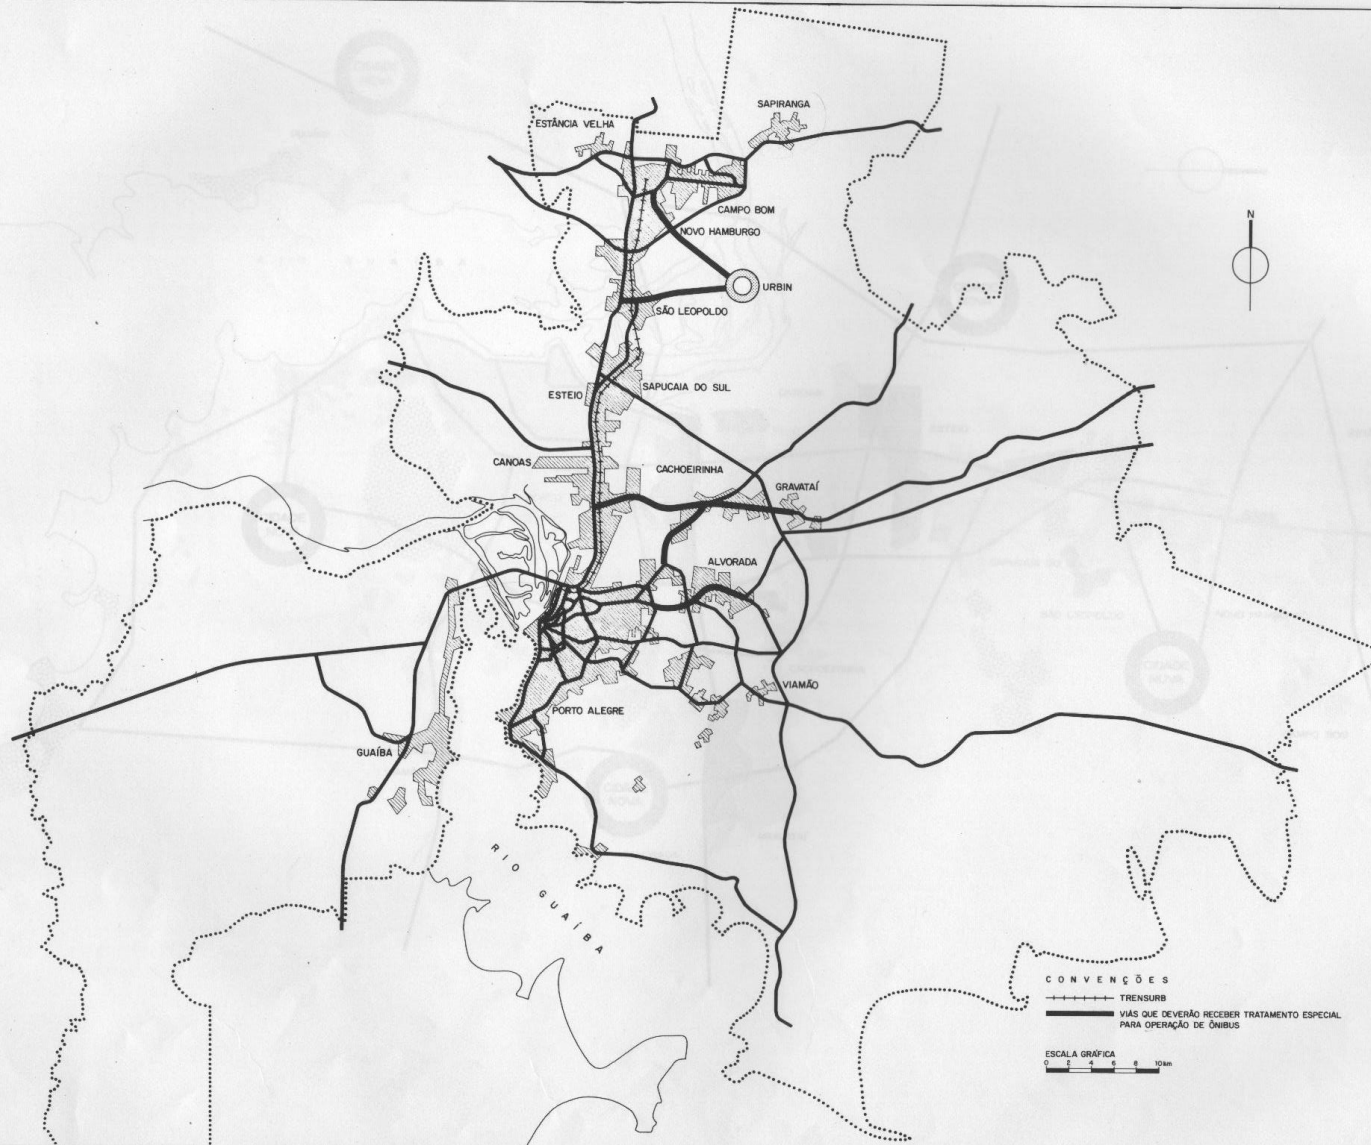 SAPIRANGA
ESTÂNCIA VELHA
CAMPO BOM
NOVO HAMBURGO
N
URBIN
SÃO LEOPOLDO
SAPUCAIA DO SUL
ESTEIO
CANOAS
CACHOEIRINHA
GRAVATAÍ
ALVORADA
VIAMÃO
PORTO ALEGRE
GUAÍBA
RIO GUAÍBA
CONVENÇÕES
TRENSURB
VIAS QUE DEVERÃO RECEBER TRATAMENTO ESPECIAL
PARA OPERAÇÃO DE ÔNIBUS
ESCALA GRÁFICA
0 2 4 6 8 10km